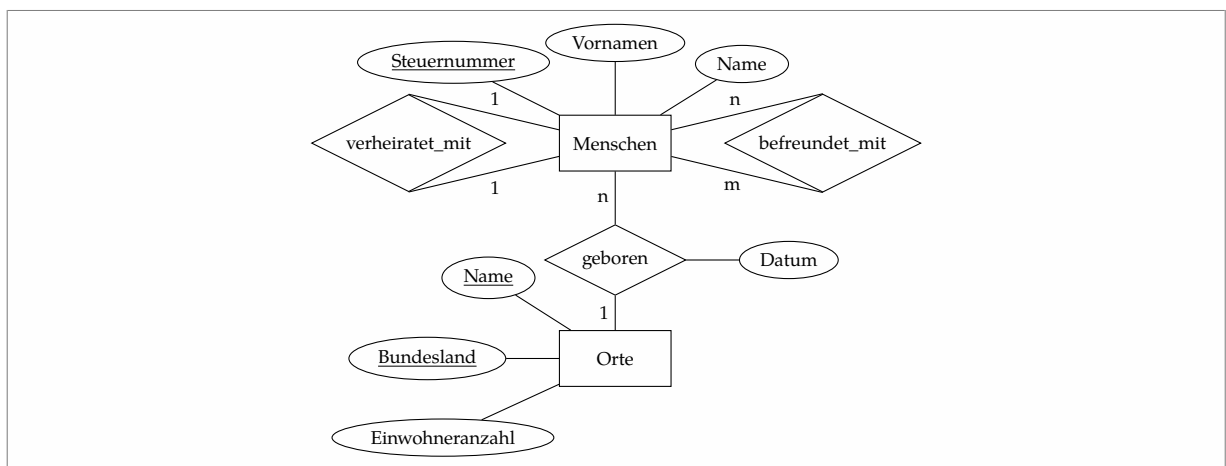 Vornamen
Steuernummer
Name
1
n
verheiratet_mit
Menschen
befreundet_mit
1
m
n
geboren
Datum
Name
1
Bundesland
Orte
Einwohneranzahl